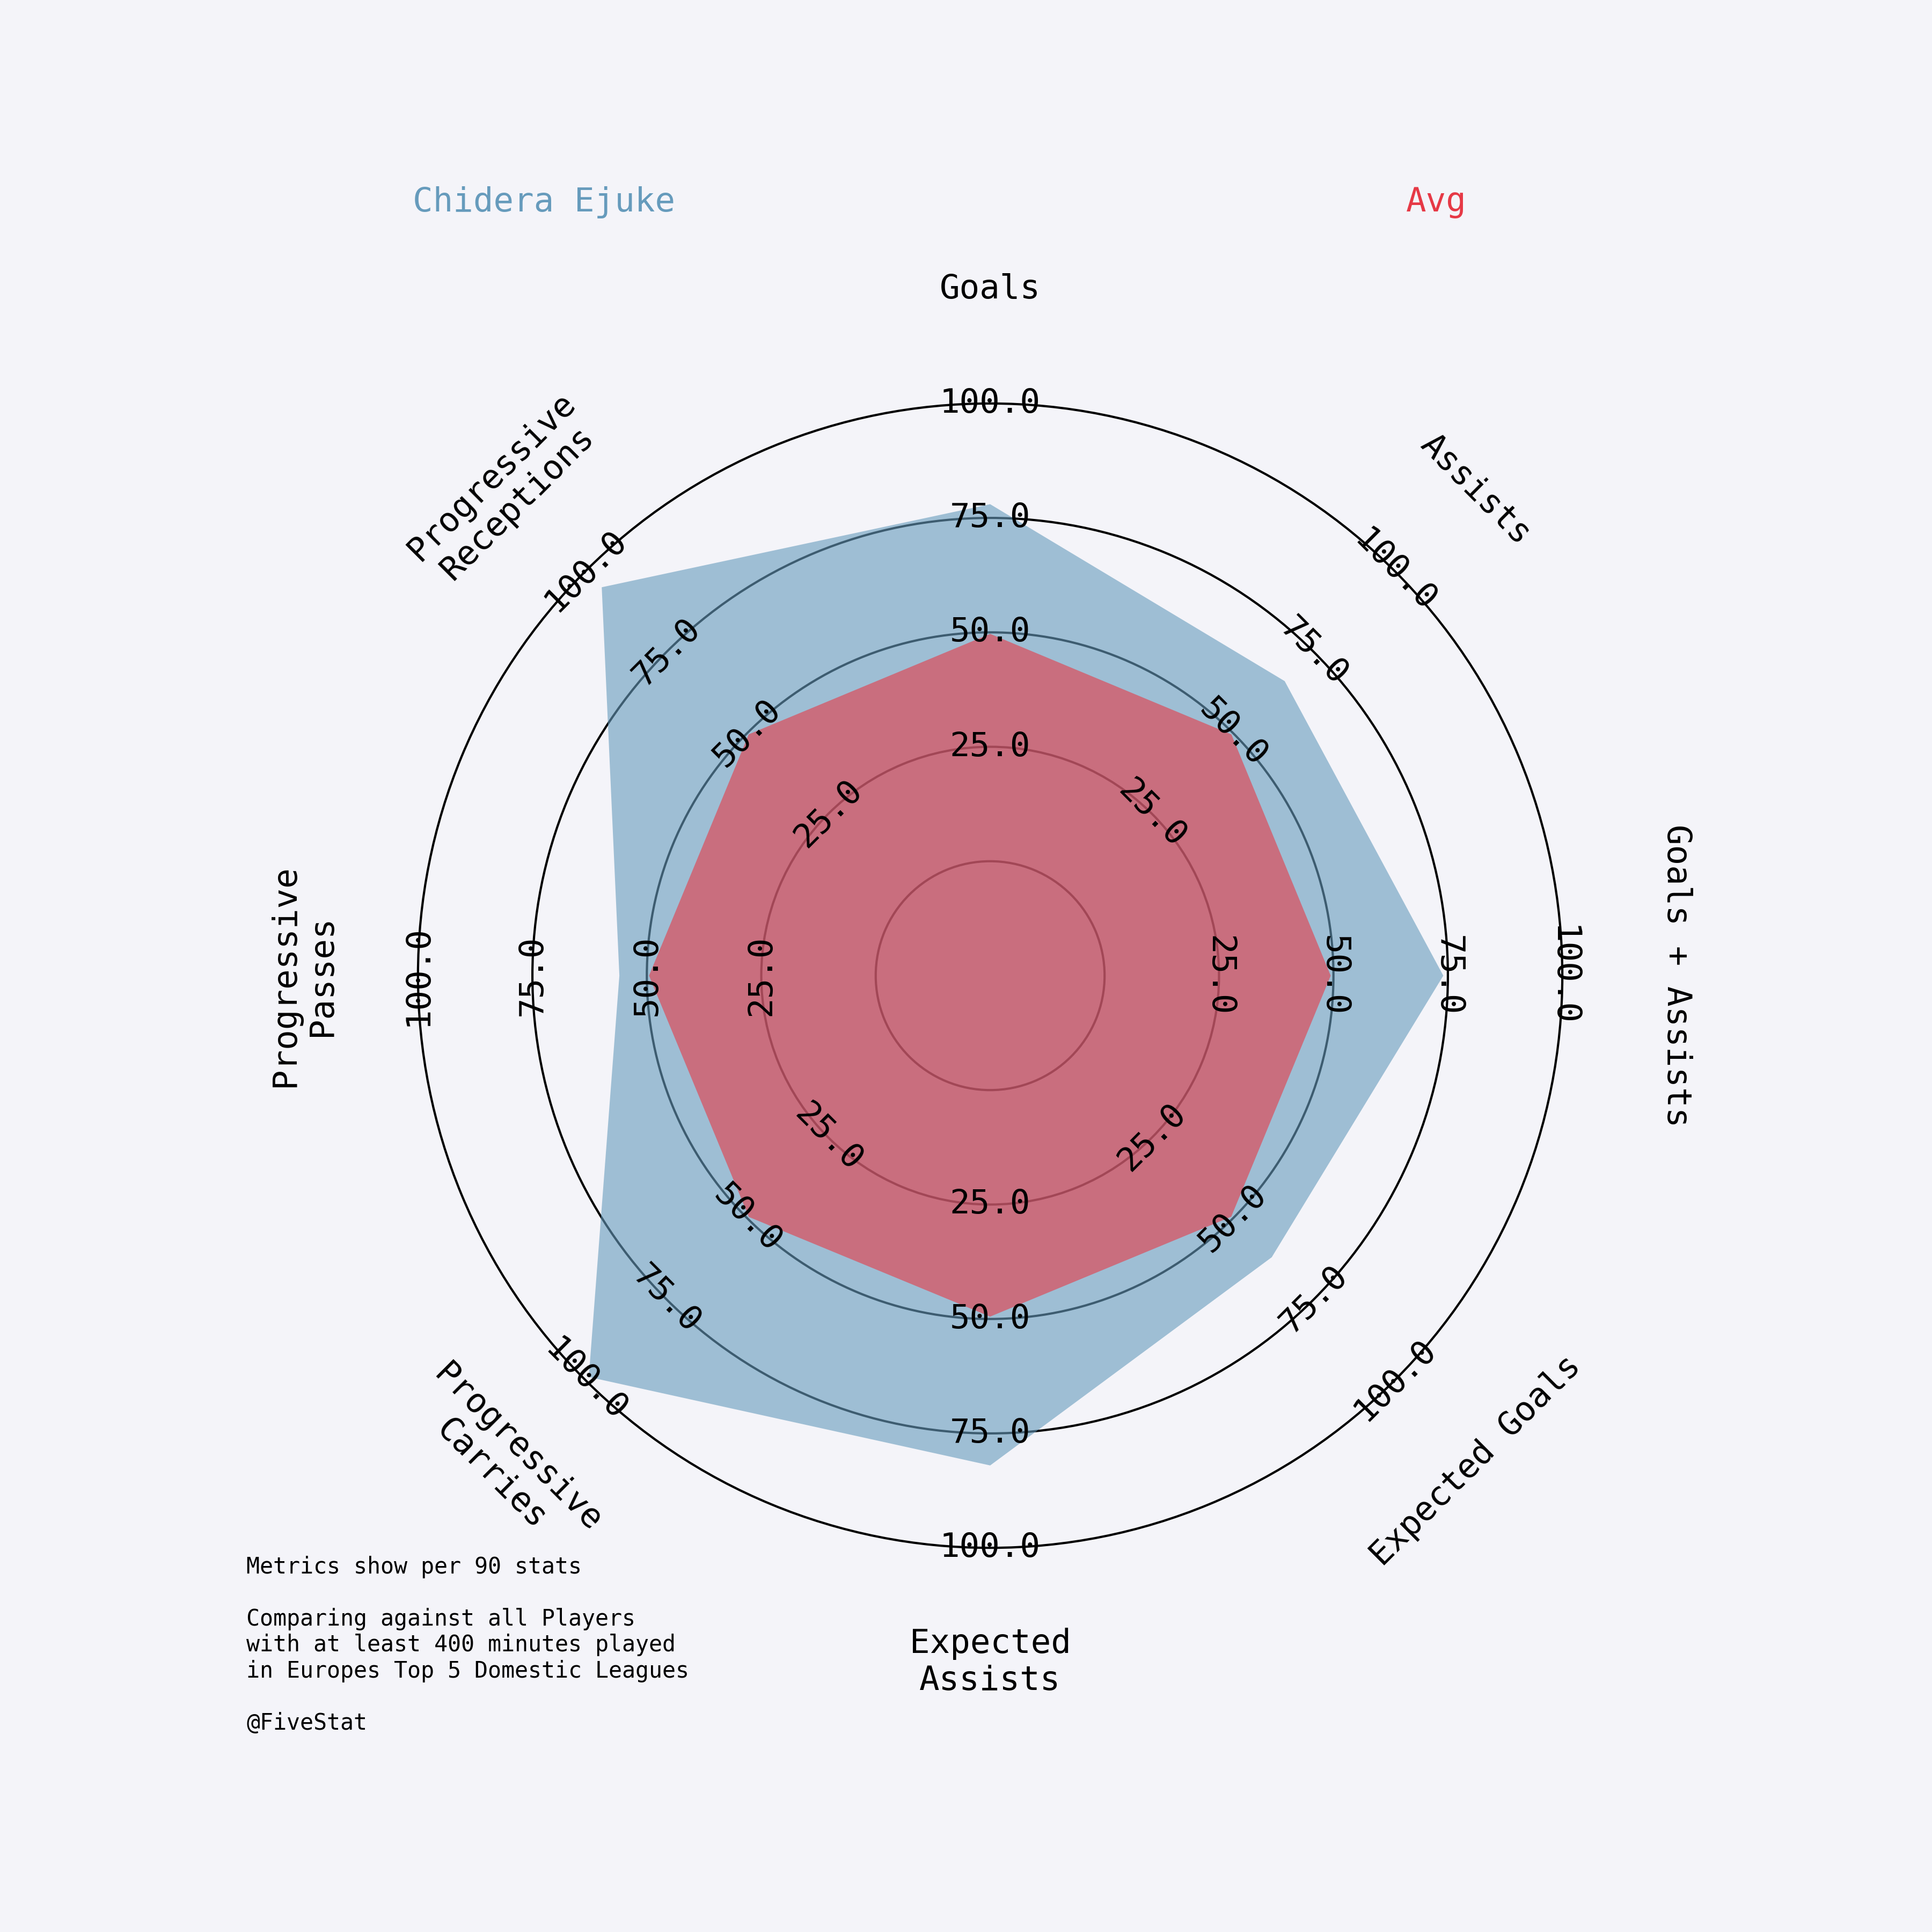 Chidera Ejuke
Avg
Goals
Assists
Goals + Assists
Expected Goals
Expected
Assists
Progressive
Carries
Progressive
Passes
Progressive
Receptions
25.0
50.0
75.0
100.0
25.0
50.0
75.0
100.0
25.0
50.0
75.0
100.0
25.0
50.0
75.0
100.0
25.0
50.0
75.0
100.0
25.0
50.0
75.0
100.0
25.0
50.0
75.0
100.0
25.0
50.0
75.0
100.0
Metrics show per 90 stats
Comparing against all Players
with at least 400 minutes played
in Europes Top 5 Domestic Leagues
@FiveStat